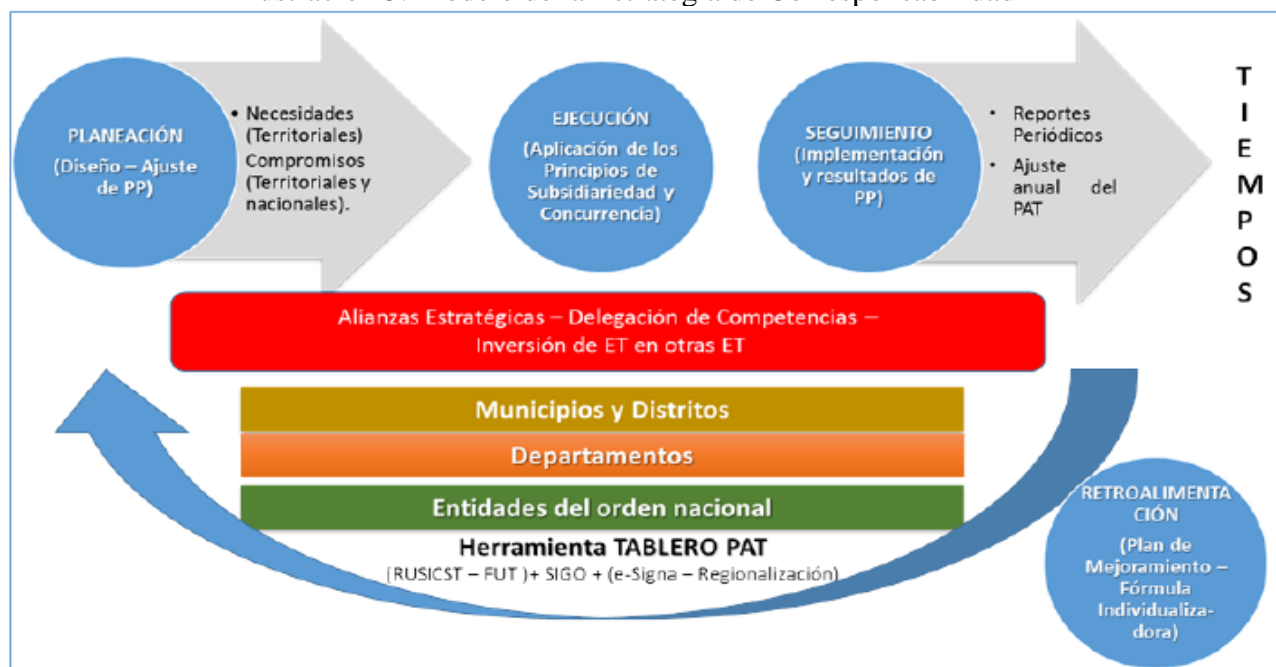 PLANEACIÓN
(Diseño – Ajuste
de PP)
• Necesidades
(Territoriales)
Compromisos
(Territoriales y
nacionales).
EJECUCIÓN
(Aplicación de los
Principios de
Subsidiariedad y
Concurrencia)
SEGUIMIENTO
(Implementación
y resultados de
PP)
• Reportes
Periódicos
• Ajuste
anual del
PAT
T
I
E
M
P
O
S
Alianzas Estratégicas – Delegación de Competencias –
Inversión de ET en otras ET
Municipios y Distritos
Departamentos
Entidades del orden nacional
Herramienta TABLERO PAT
(RUSICST – FUT )+ SIGO + (e-Signa – Regionalización)
RETROALIMENTA
CIÓN
(Plan de
Mejoramiento –
Fórmula
Individualiza-
dora)